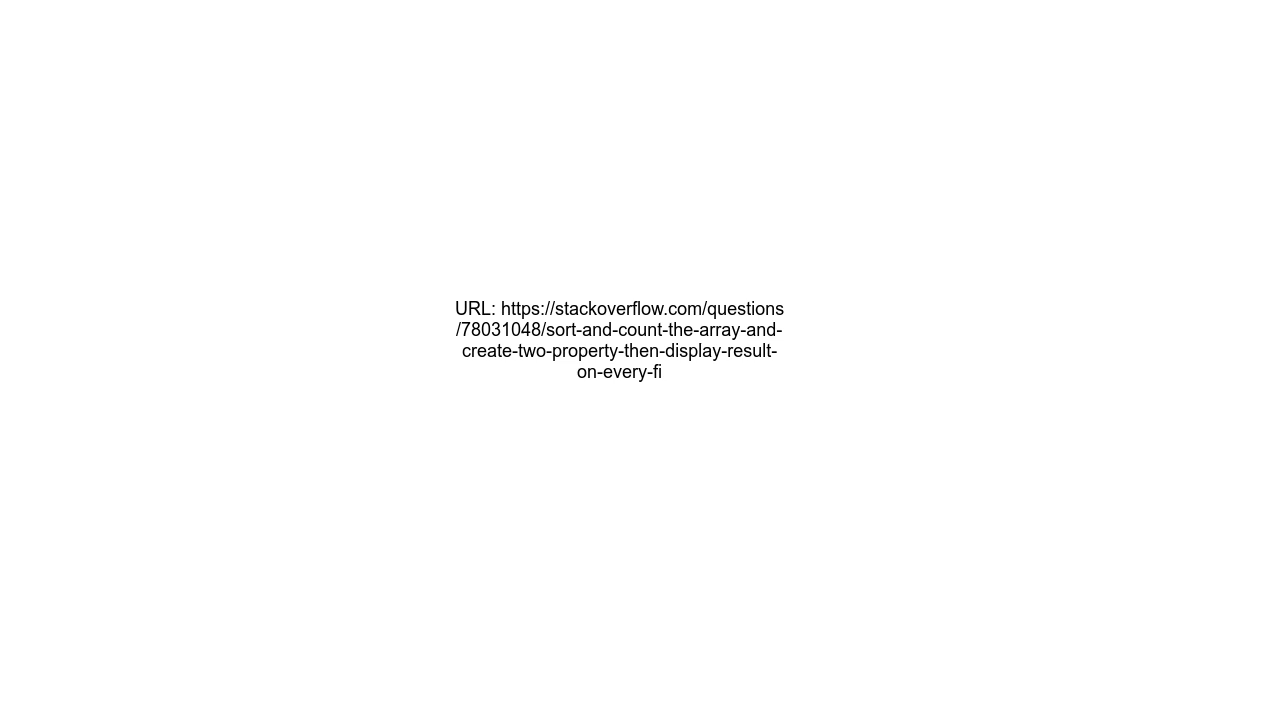 URL: https://stackoverflow.com/questions
/78031048/sort-and-count-the-array-and-
create-two-property-then-display-result-
on-every-fi